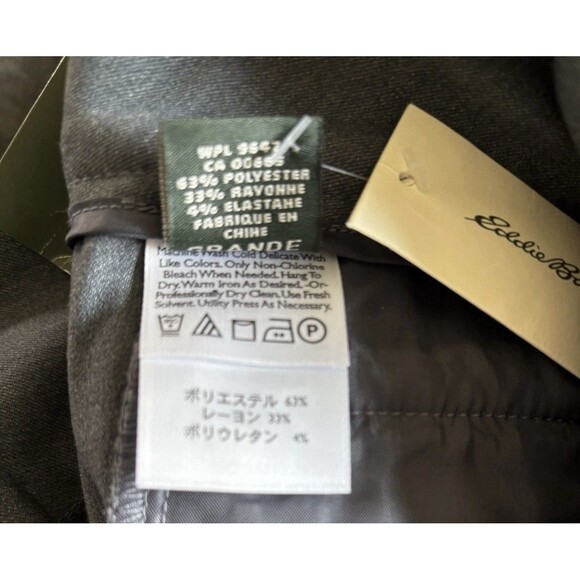 WPL
CA
63% POLYESTER
33% RAYONNE
4% ELASTANE
FABRIQUE EN
CHINE
GRANDE
Machine Wash Cold Delicate With
Like Colors. Only Non-Chlorine
Bleach When Needed. Hang To
Dry. Warm Iron As Desired. -Or-
Professionally Dry Clean. Use Fresh
Solvent. Utility Press As Necessary.
P
ポリエステル 63%
レーヨン 33%
ポリウレタン 4%
Eddie